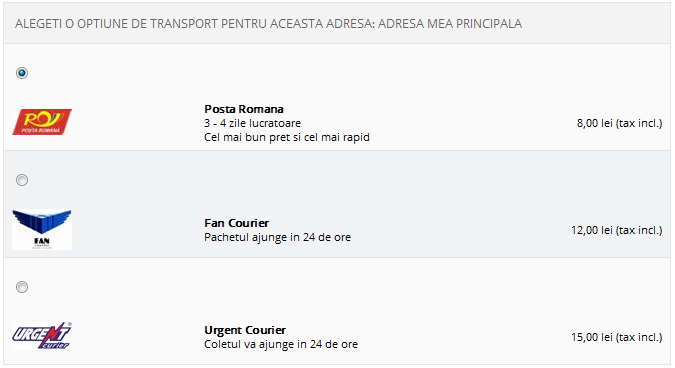 ALEGETI O OPTIUNE DE TRANSPORT PENTRU ACEASTA ADRESA: ADRESA MEA PRINCIPALA
POSTA ROMANA
Posta Romana
3 - 4 zile lucratoare
Cel mai bun pret si cel mai rapid
8,00 lei (tax incl.)
FAN
Fan Courier
Pachetul ajunge in 24 de ore
12,00 lei (tax incl.)
URGENT
Curier
Urgent Courier
Coletul va ajunge in 24 de ore
15,00 lei (tax incl.)